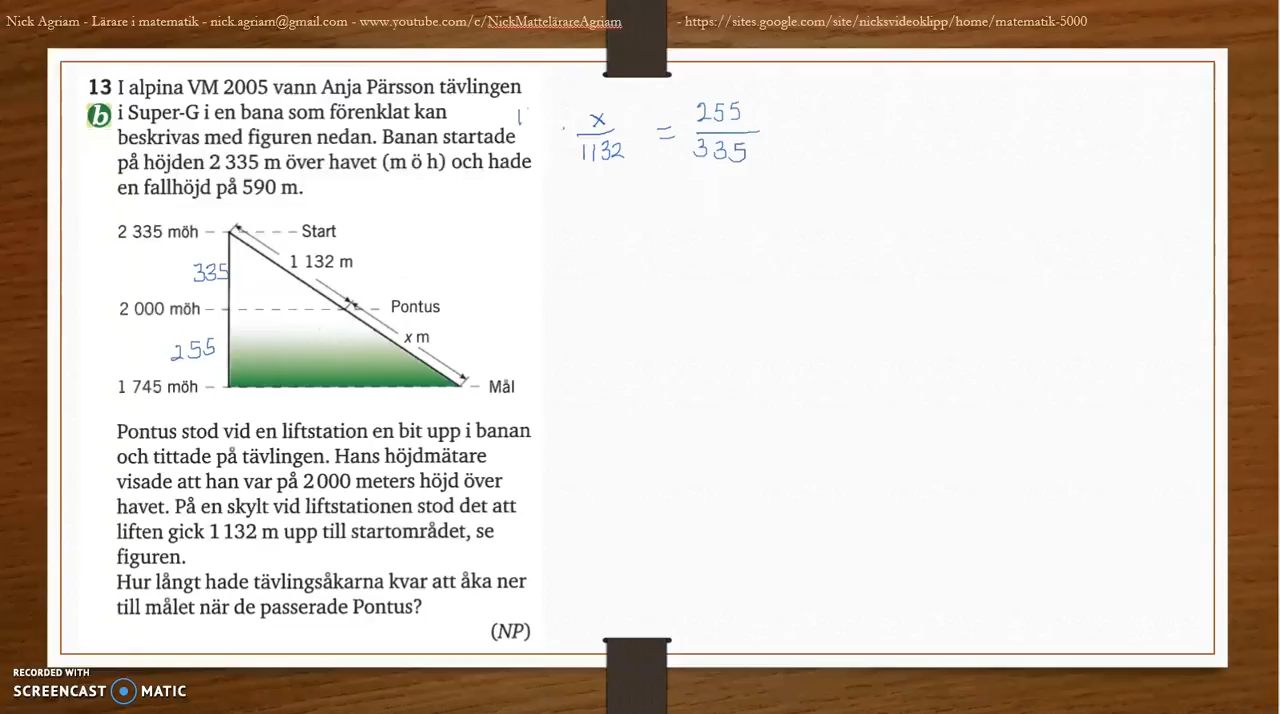 Nick Agriam - Lärare i matematik - nick.agriam@gmail.com - www.youtube.com/c/NickMattelärareAgriam - https://sites.google.com/site/nicksvideoklipp/home/matematik-5000
13 I alpina VM 2005 vann Anja Pärsson tävlingen
b i Super-G i en bana som förenklat kan
beskrivas med figuren nedan. Banan startade
på höjden 2 335 m över havet (m ö h) och hade
en fallhöjd på 590 m.
x/1132 = 255/335
2 335 möh Start
335 1 132 m
2 000 möh Pontus
255 x m
1 745 möh Mål
Pontus stod vid en liftstation en bit upp i banan
och tittade på tävlingen. Hans höjdmätare
visade att han var på 2 000 meters höjd över
havet. På en skylt vid liftstationen stod det att
liften gick 1 132 m upp till startområdet, se
figuren.
Hur långt hade tävlingsåkarna kvar att åka ner
till målet när de passerade Pontus?
(NP)
RECORDED WITH
SCREENCAST MATIC